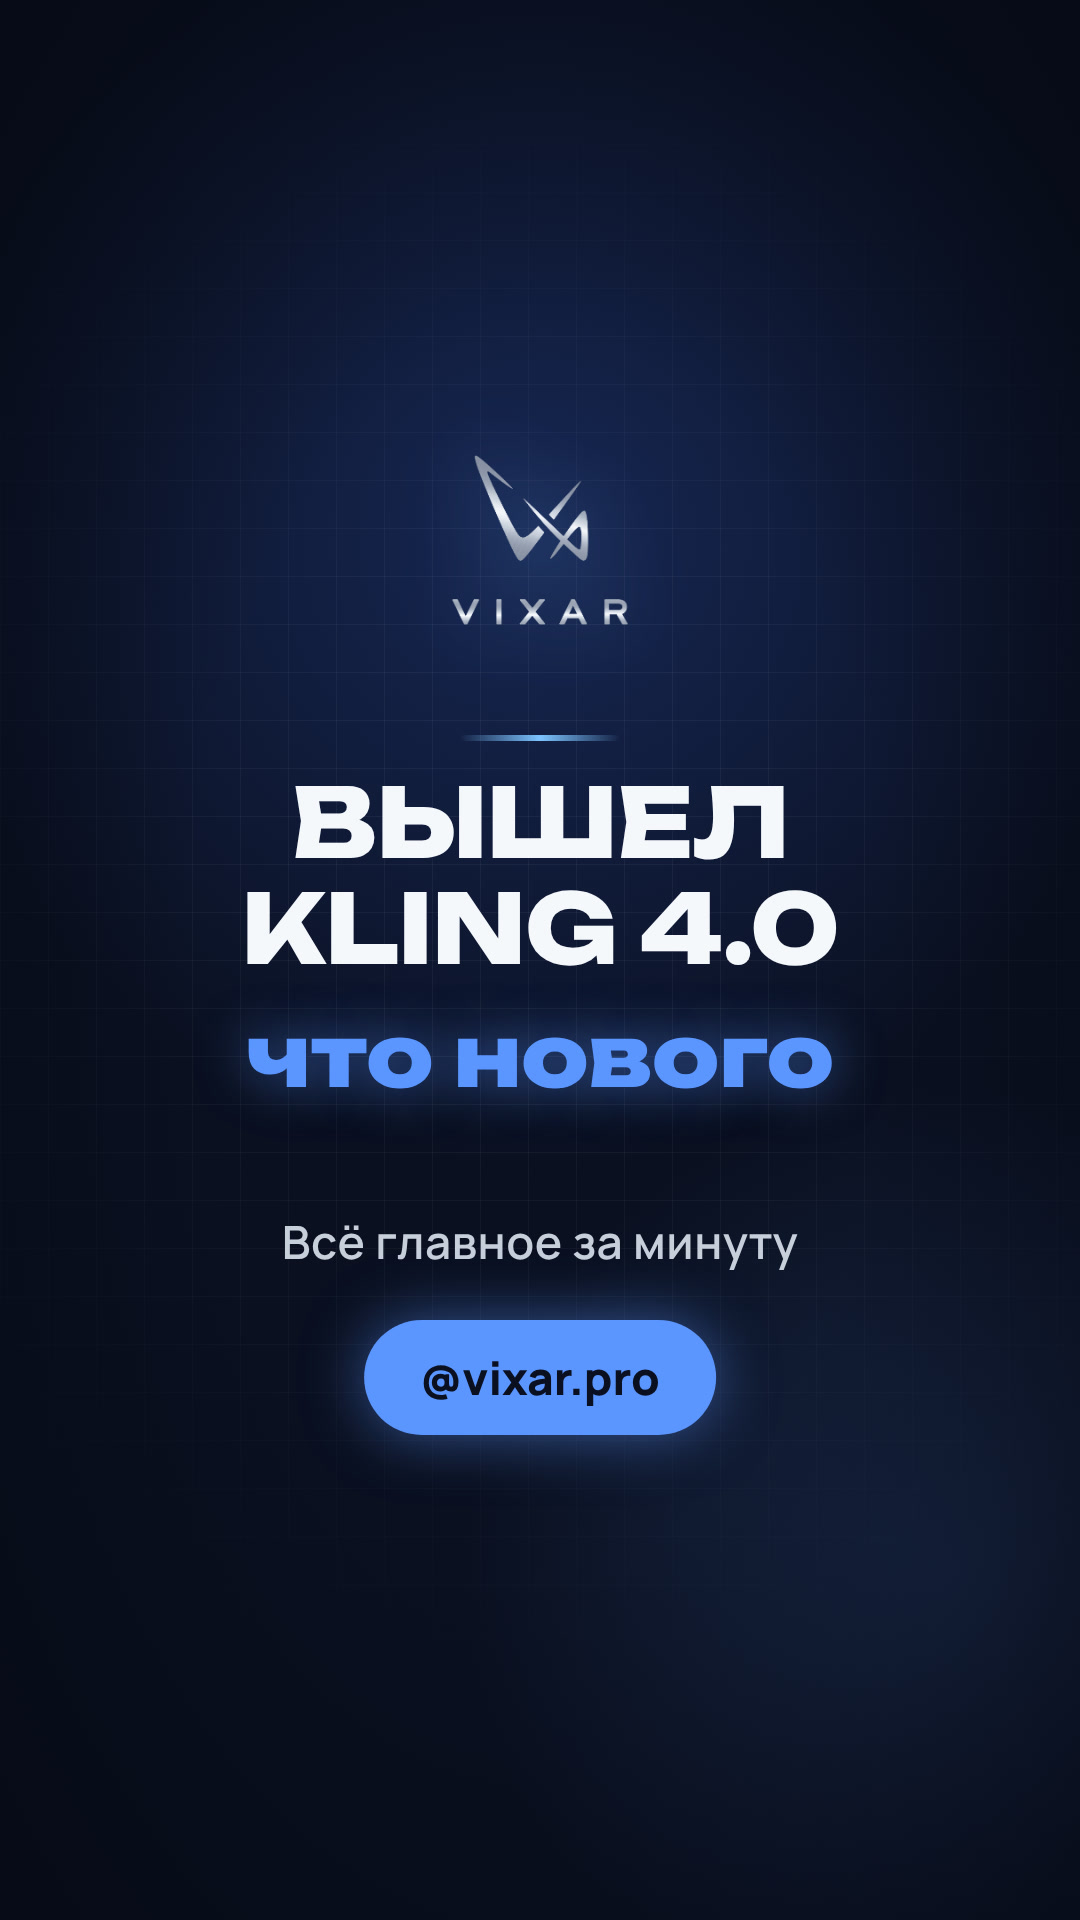 VIXAR
ВЫШЕЛ
KLING 4.0
ЧТО НОВОГО
Всё главное за минуту
@vixar.pro